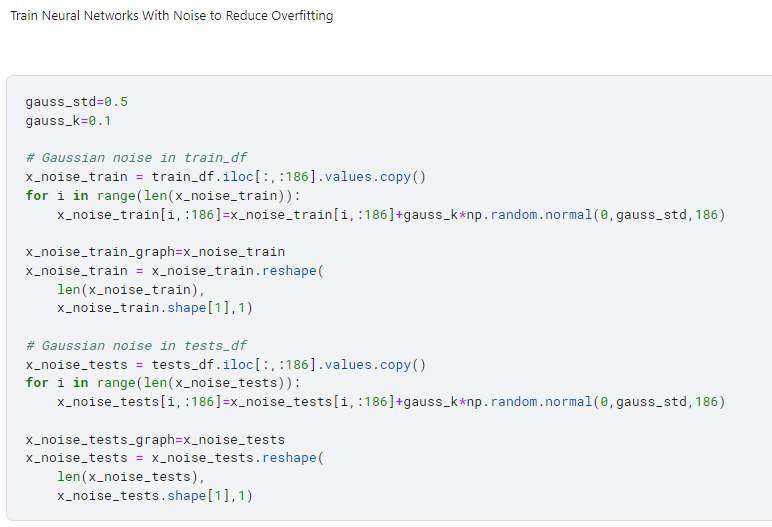 Train Neural Networks With Noise to Reduce Overfitting
gauss_std=0.5
gauss_k=0.1
# Gaussian noise in train_df
x_noise_train = train_df.iloc[:,:186].values.copy()
for i in range(len(x_noise_train)):
    x_noise_train[i,:186]=x_noise_train[i,:186]+gauss_k*np.random.normal(0,gauss_std,186)
x_noise_train_graph=x_noise_train
x_noise_train = x_noise_train.reshape(
    len(x_noise_train),
    x_noise_train.shape[1],1)
# Gaussian noise in tests_df
x_noise_tests = tests_df.iloc[:,:186].values.copy()
for i in range(len(x_noise_tests)):
    x_noise_tests[i,:186]=x_noise_tests[i,:186]+gauss_k*np.random.normal(0,gauss_std,186)
x_noise_tests_graph=x_noise_tests
x_noise_tests = x_noise_tests.reshape(
    len(x_noise_tests),
    x_noise_tests.shape[1],1)